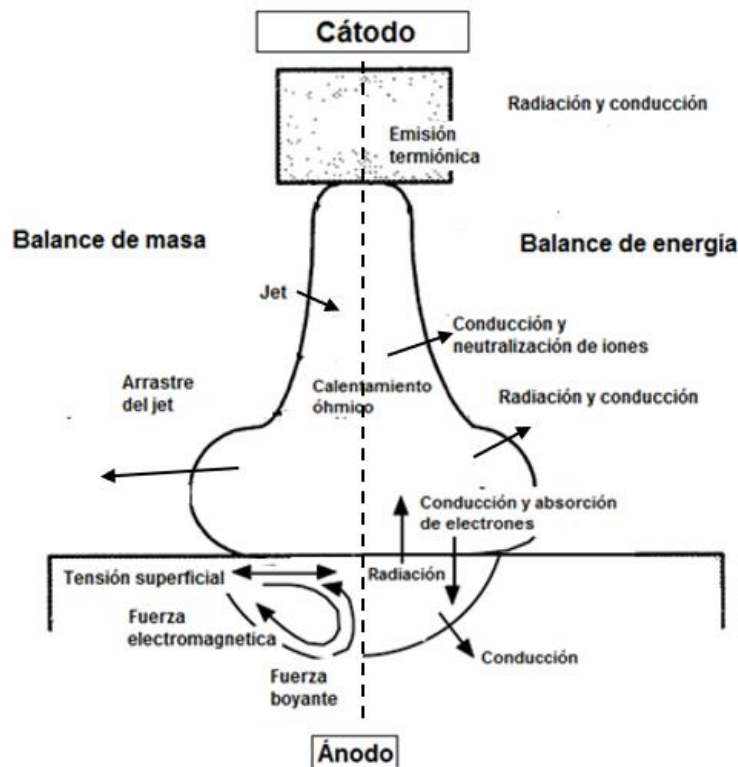 Cátodo
Radiación y conducción
Emisión
termiónica
Balance de masa
Balance de energía
Jet
Conducción y
neutralización de iones
Arrastre
del jet
Calentamiento
óhmico
Radiación y conducción
Conducción y absorción
de electrones
Tensión superficial
Radiación
Fuerza
electromagnetica
Conducción
Fuerza
boyante
Ánodo